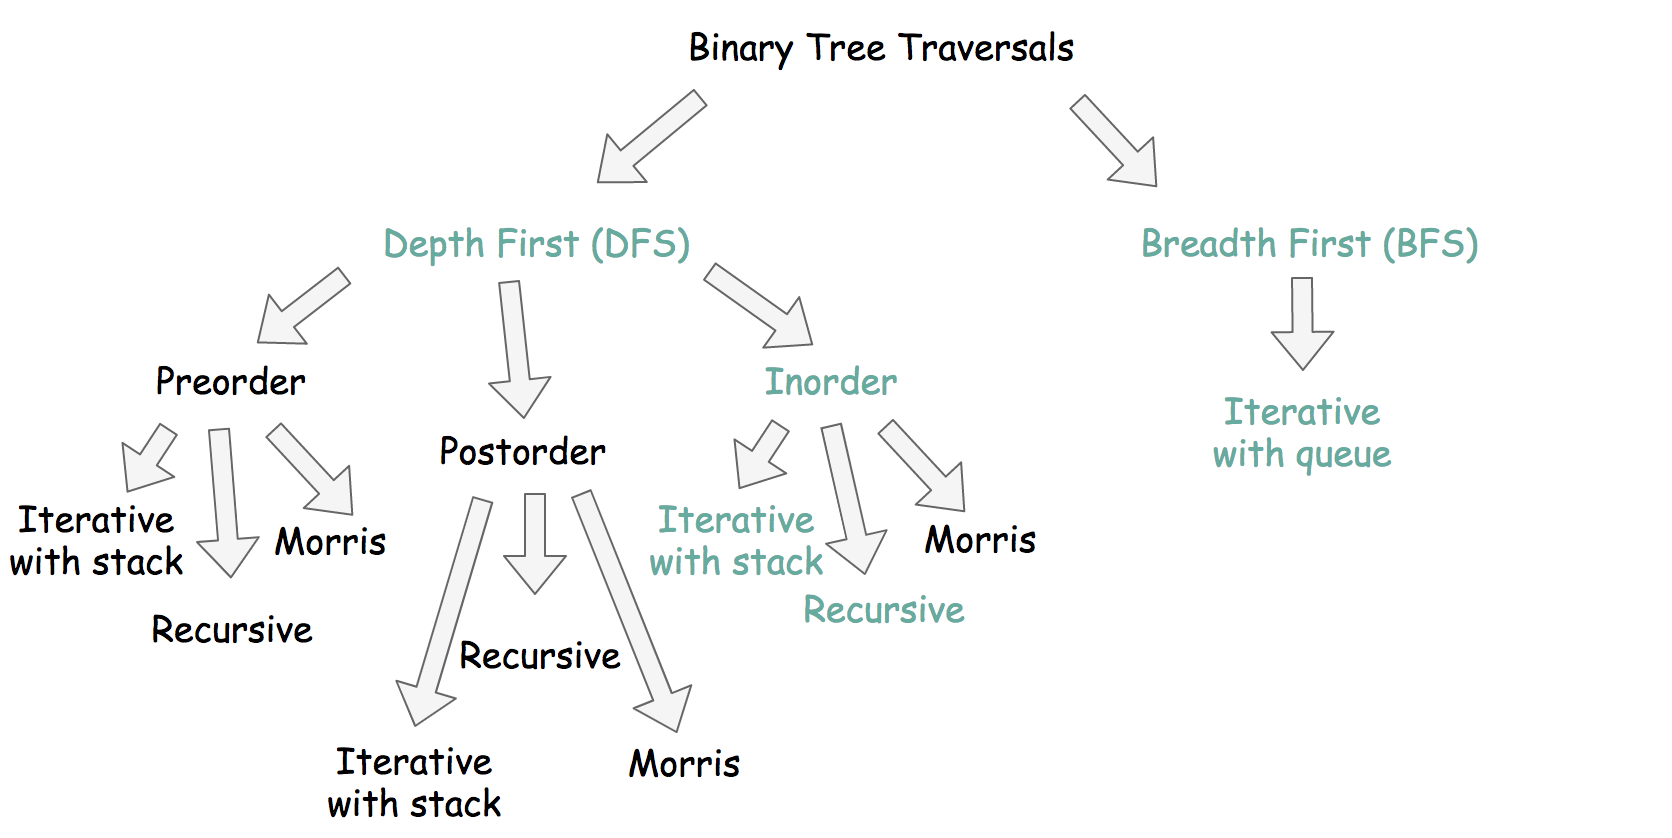 Binary Tree Traversals
Depth First (DFS)
Breadth First (BFS)
Preorder
Inorder
Postorder
Iterative
with queue
Iterative
with stack
Morris
Recursive
Iterative
with stack
Morris
Recursive
Recursive
Iterative
with stack
Morris